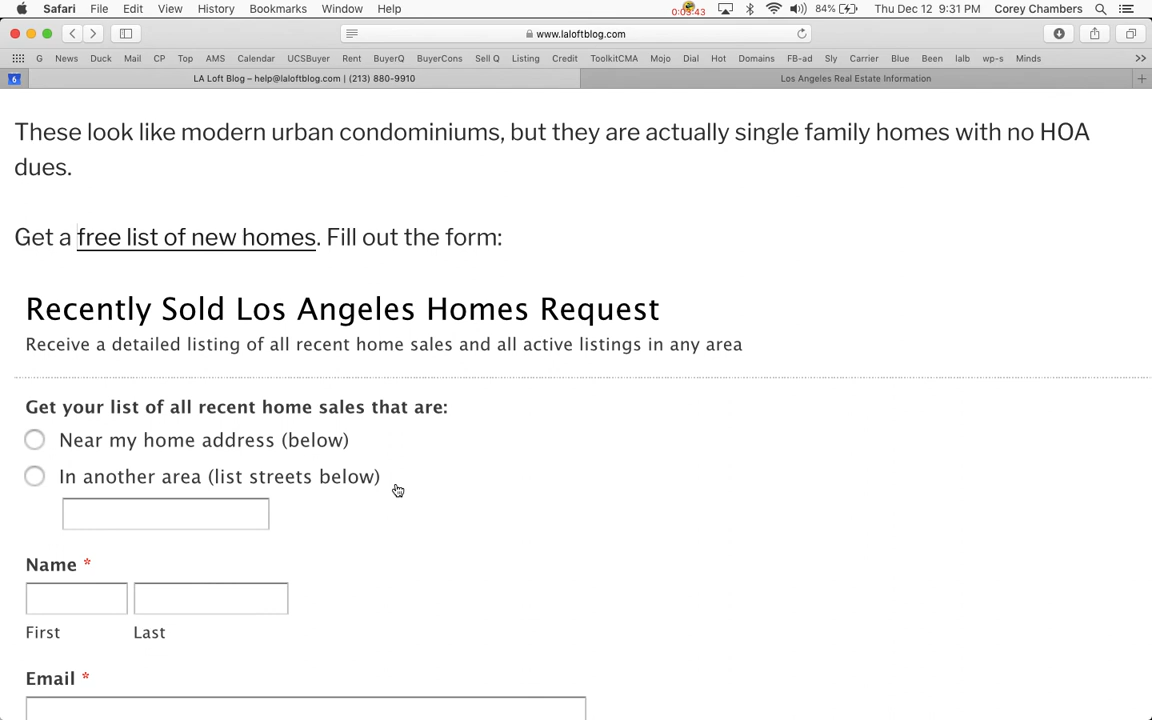 Safari File Edit View History Bookmarks Window Help 84% Thu Dec 12 9:31 PM Corey Chambers
www.laloftblog.com
G News Duck Mail CP Top AMS Calendar UCSBuyer Rent BuyerQ BuyerCons Sell Q Listing Credit ToolkitCMA Mojo Dial Hot Domains FB-ad Sly Carrier Blue Been lalb wp-s Minds >>
6 LA Loft Blog – help@laloftblog.com | (213) 880-9910 Los Angeles Real Estate Information +
These look like modern urban condominiums, but they are actually single family homes with no HOA
dues.
Get a free list of new homes. Fill out the form:
Recently Sold Los Angeles Homes Request
Receive a detailed listing of all recent home sales and all active listings in any area
Get your list of all recent home sales that are:
Near my home address (below)
In another area (list streets below)
Name *
First Last
Email *